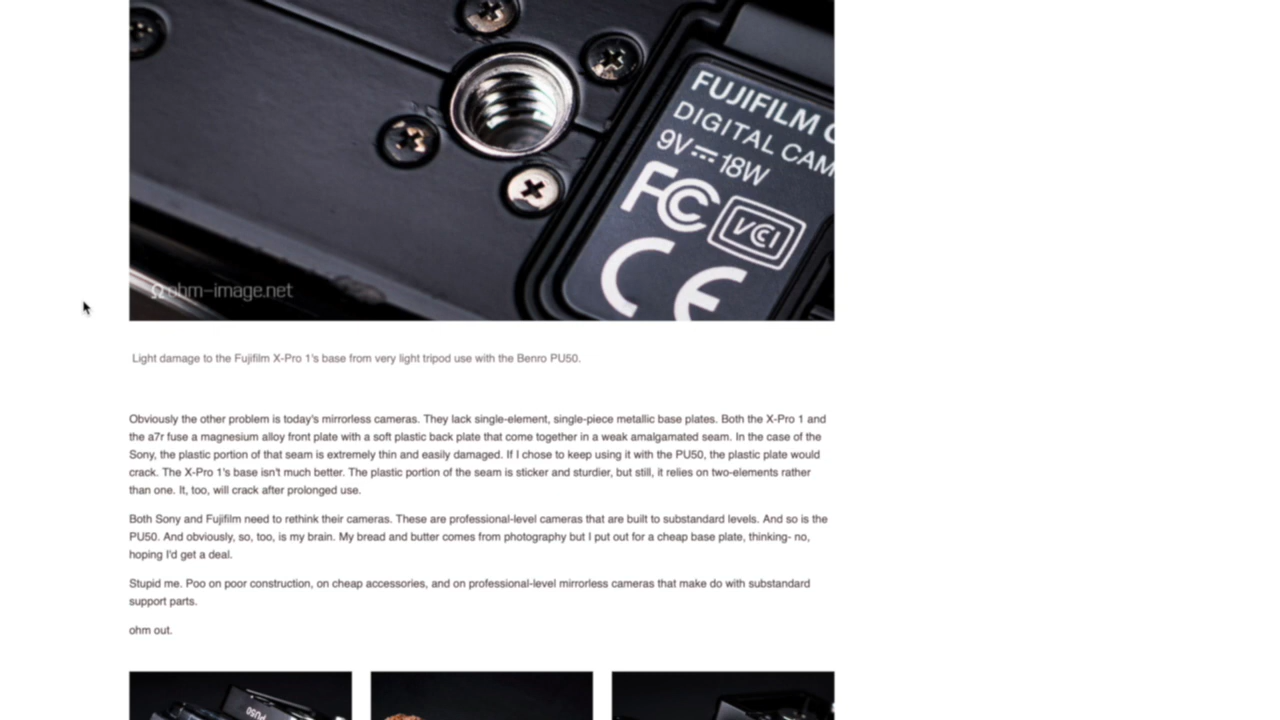 FUJIFILM
DIGITAL CAM
9V 18W
FC VCI
CE
Ω ohm-image.net
Light damage to the Fujifilm X-Pro 1's base from very light tripod use with the Benro PU50.
Obviously the other problem is today's mirrorless cameras. They lack single-element, single-piece metallic base plates. Both the X-Pro 1 and
the a7r fuse a magnesium alloy front plate with a soft plastic back plate that come together in a weak amalgamated seam. In the case of the
Sony, the plastic portion of that seam is extremely thin and easily damaged. If I chose to keep using it with the PU50, the plastic plate would
crack. The X-Pro 1's base isn't much better. The plastic portion of the seam is sticker and sturdier, but still, it relies on two-elements rather
than one. It, too, will crack after prolonged use.
Both Sony and Fujifilm need to rethink their cameras. These are professional-level cameras that are built to substandard levels. And so is the
PU50. And obviously, so, too, is my brain. My bread and butter comes from photography but I put out for a cheap base plate, thinking- no,
hoping I'd get a deal.
Stupid me. Poo on poor construction, on cheap accessories, and on professional-level mirrorless cameras that make do with substandard
support parts.
ohm out.
PU50